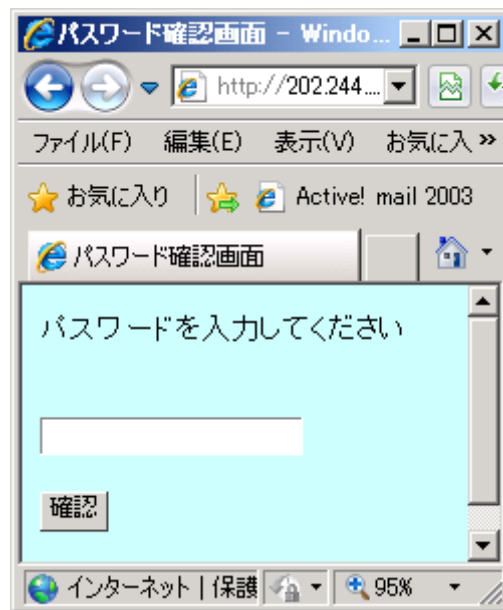 パスワード確認画面 - Windo...
http://202.244....
ファイル(F) 編集(E) 表示(V) お気に入 »
お気に入り Active! mail 2003
パスワード確認画面
パスワードを入力してください
確認
インターネット | 保護 95%